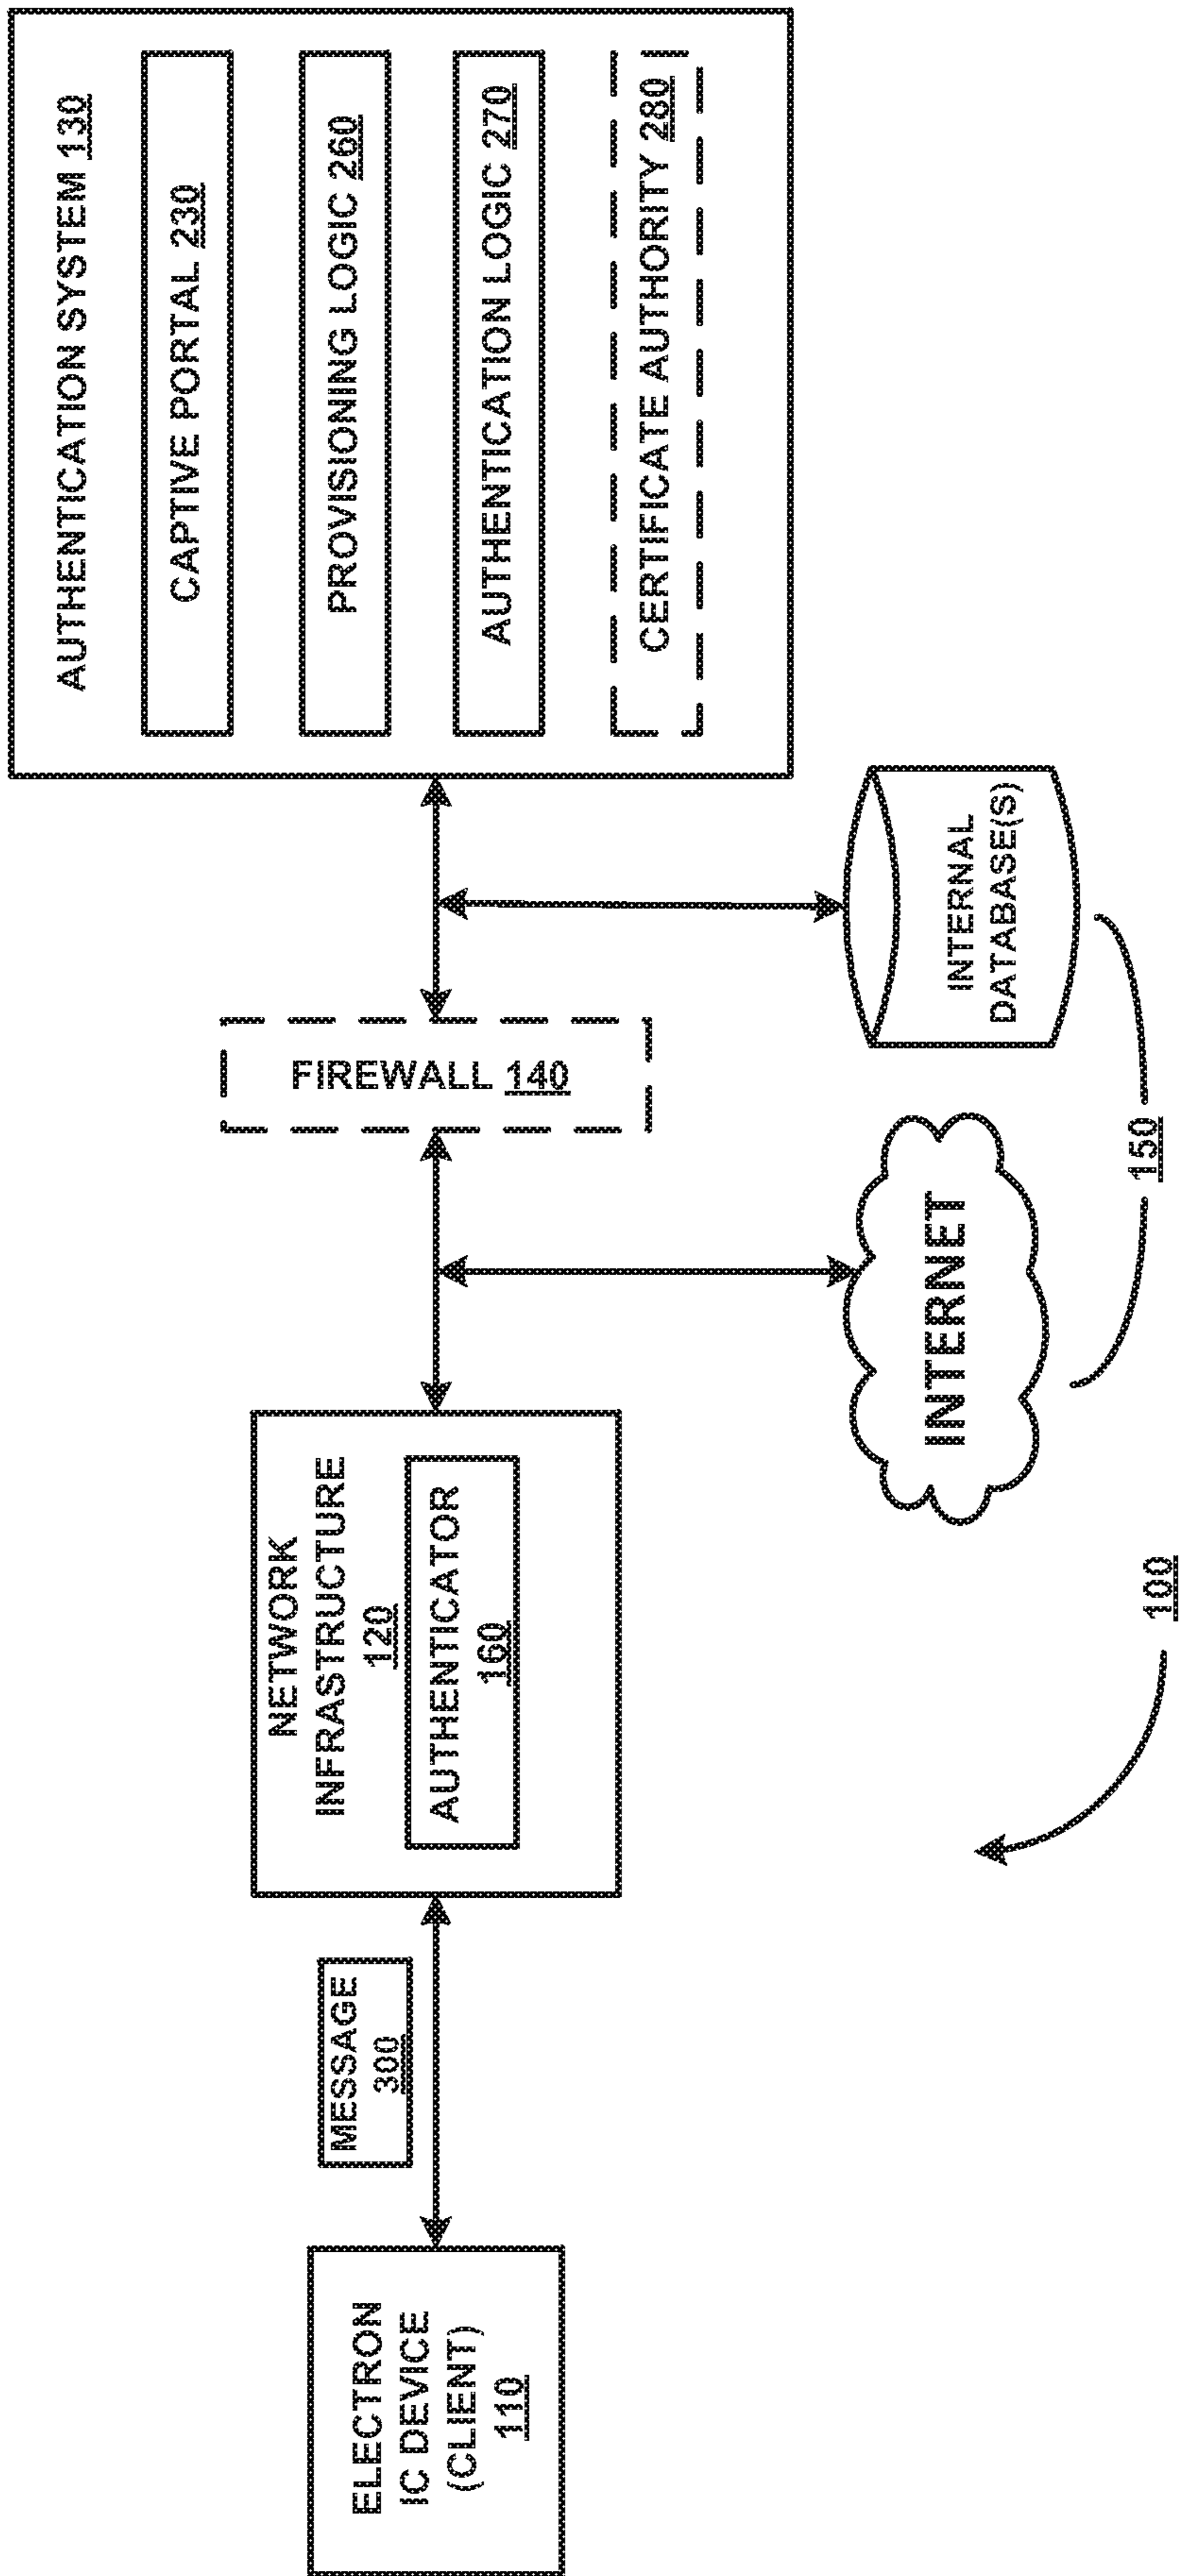 AUTHENTICATION SYSTEM 130
CAPTIVE PORTAL 230
PROVISIONING LOGIC 260
AUTHENTICATION LOGIC 270
CERTIFICATE AUTHORITY 280
FIREWALL 140
INTERNAL
DATABASE(S)
NETWORK
INFRASTRUCTURE
120
AUTHENTICATOR
160
INTERNET
150
MESSAGE
300
ELECTRON
IC DEVICE
(CLIENT)
110
100